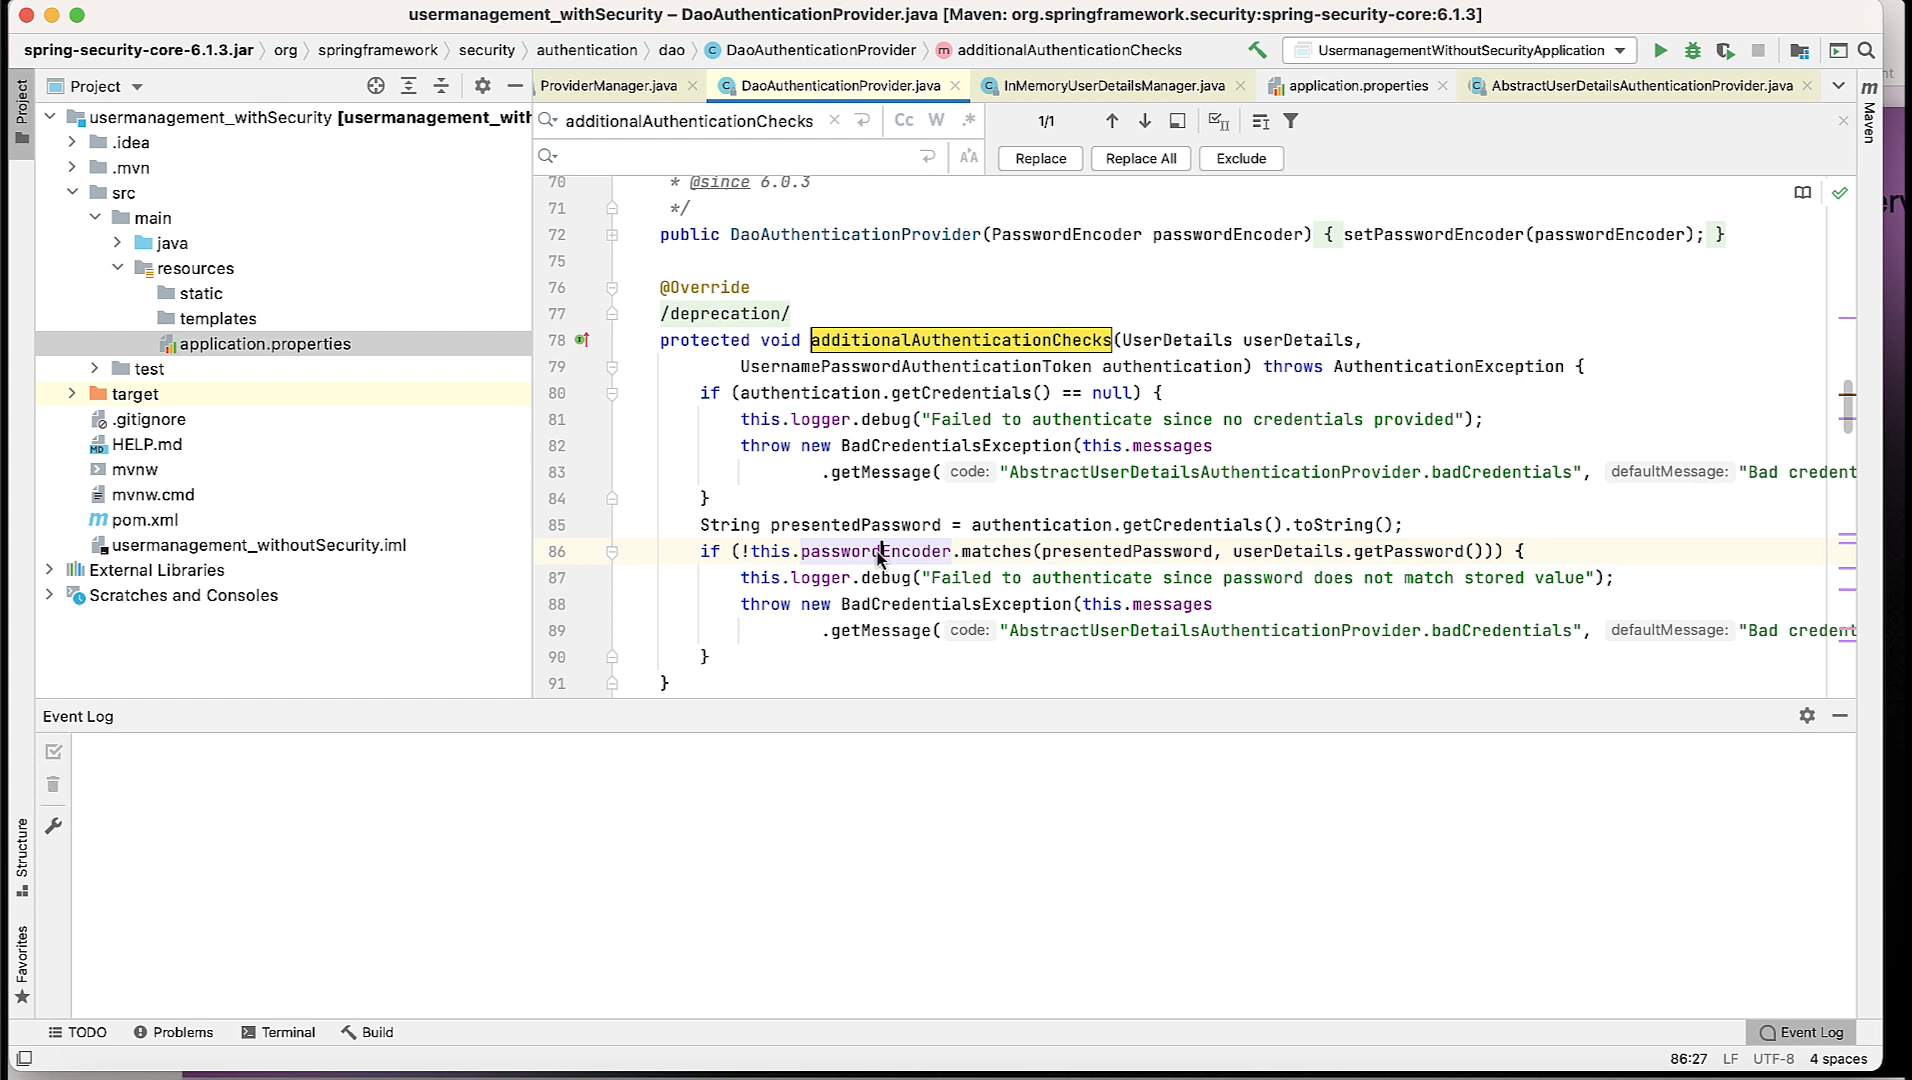 usermanagement_withSecurity – DaoAuthenticationProvider.java [Maven: org.springframework.security:spring-security-core:6.1.3]
spring-security-core-6.1.3.jar org springframework security authentication dao DaoAuthenticationProvider additionalAuthenticationChecks UsermanagementWithoutSecurityApplication
Project
Project ProviderManager.java DaoAuthenticationProvider.java InMemoryUserDetailsManager.java application.properties AbstractUserDetailsAuthenticationProvider.java
Maven
usermanagement_withSecurity [usermanagement_with
.idea
.mvn
src
main
java
resources
static
templates
application.properties
test
target
.gitignore
HELP.md
mvnw
mvnw.cmd
pom.xml
usermanagement_withoutSecurity.iml
External Libraries
Scratches and Consoles
additionalAuthenticationChecks Cc W .* 1/1
Replace Replace All Exclude
70 * @since 6.0.3
71 */
72 public DaoAuthenticationProvider(PasswordEncoder passwordEncoder) { setPasswordEncoder(passwordEncoder); }
75
76 @Override
77 /deprecation/
78 protected void additionalAuthenticationChecks(UserDetails userDetails,
79 UsernamePasswordAuthenticationToken authentication) throws AuthenticationException {
80 if (authentication.getCredentials() == null) {
81 this.logger.debug("Failed to authenticate since no credentials provided");
82 throw new BadCredentialsException(this.messages
83 .getMessage( code: "AbstractUserDetailsAuthenticationProvider.badCredentials", defaultMessage: "Bad credent
84 }
85 String presentedPassword = authentication.getCredentials().toString();
86 if (!this.passwordEncoder.matches(presentedPassword, userDetails.getPassword())) {
87 this.logger.debug("Failed to authenticate since password does not match stored value");
88 throw new BadCredentialsException(this.messages
89 .getMessage( code: "AbstractUserDetailsAuthenticationProvider.badCredentials", defaultMessage: "Bad credent
90 }
91 }
Event Log
Structure
Favorites
TODO Problems Terminal Build Event Log
86:27 LF UTF-8 4 spaces